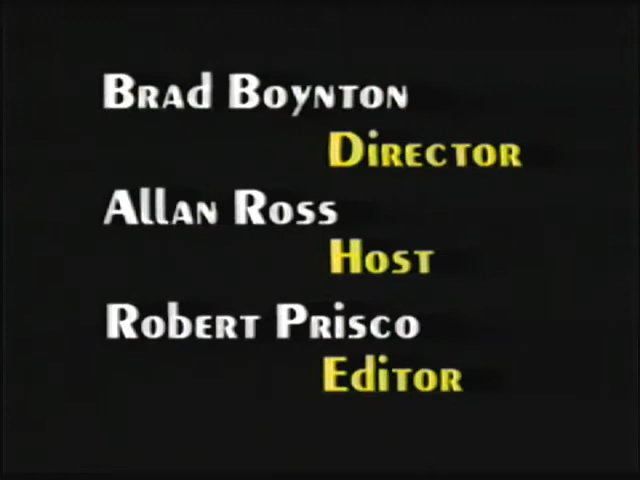 Brad Boynton
Director
Allan Ross
Host
Robert Prisco
Editor